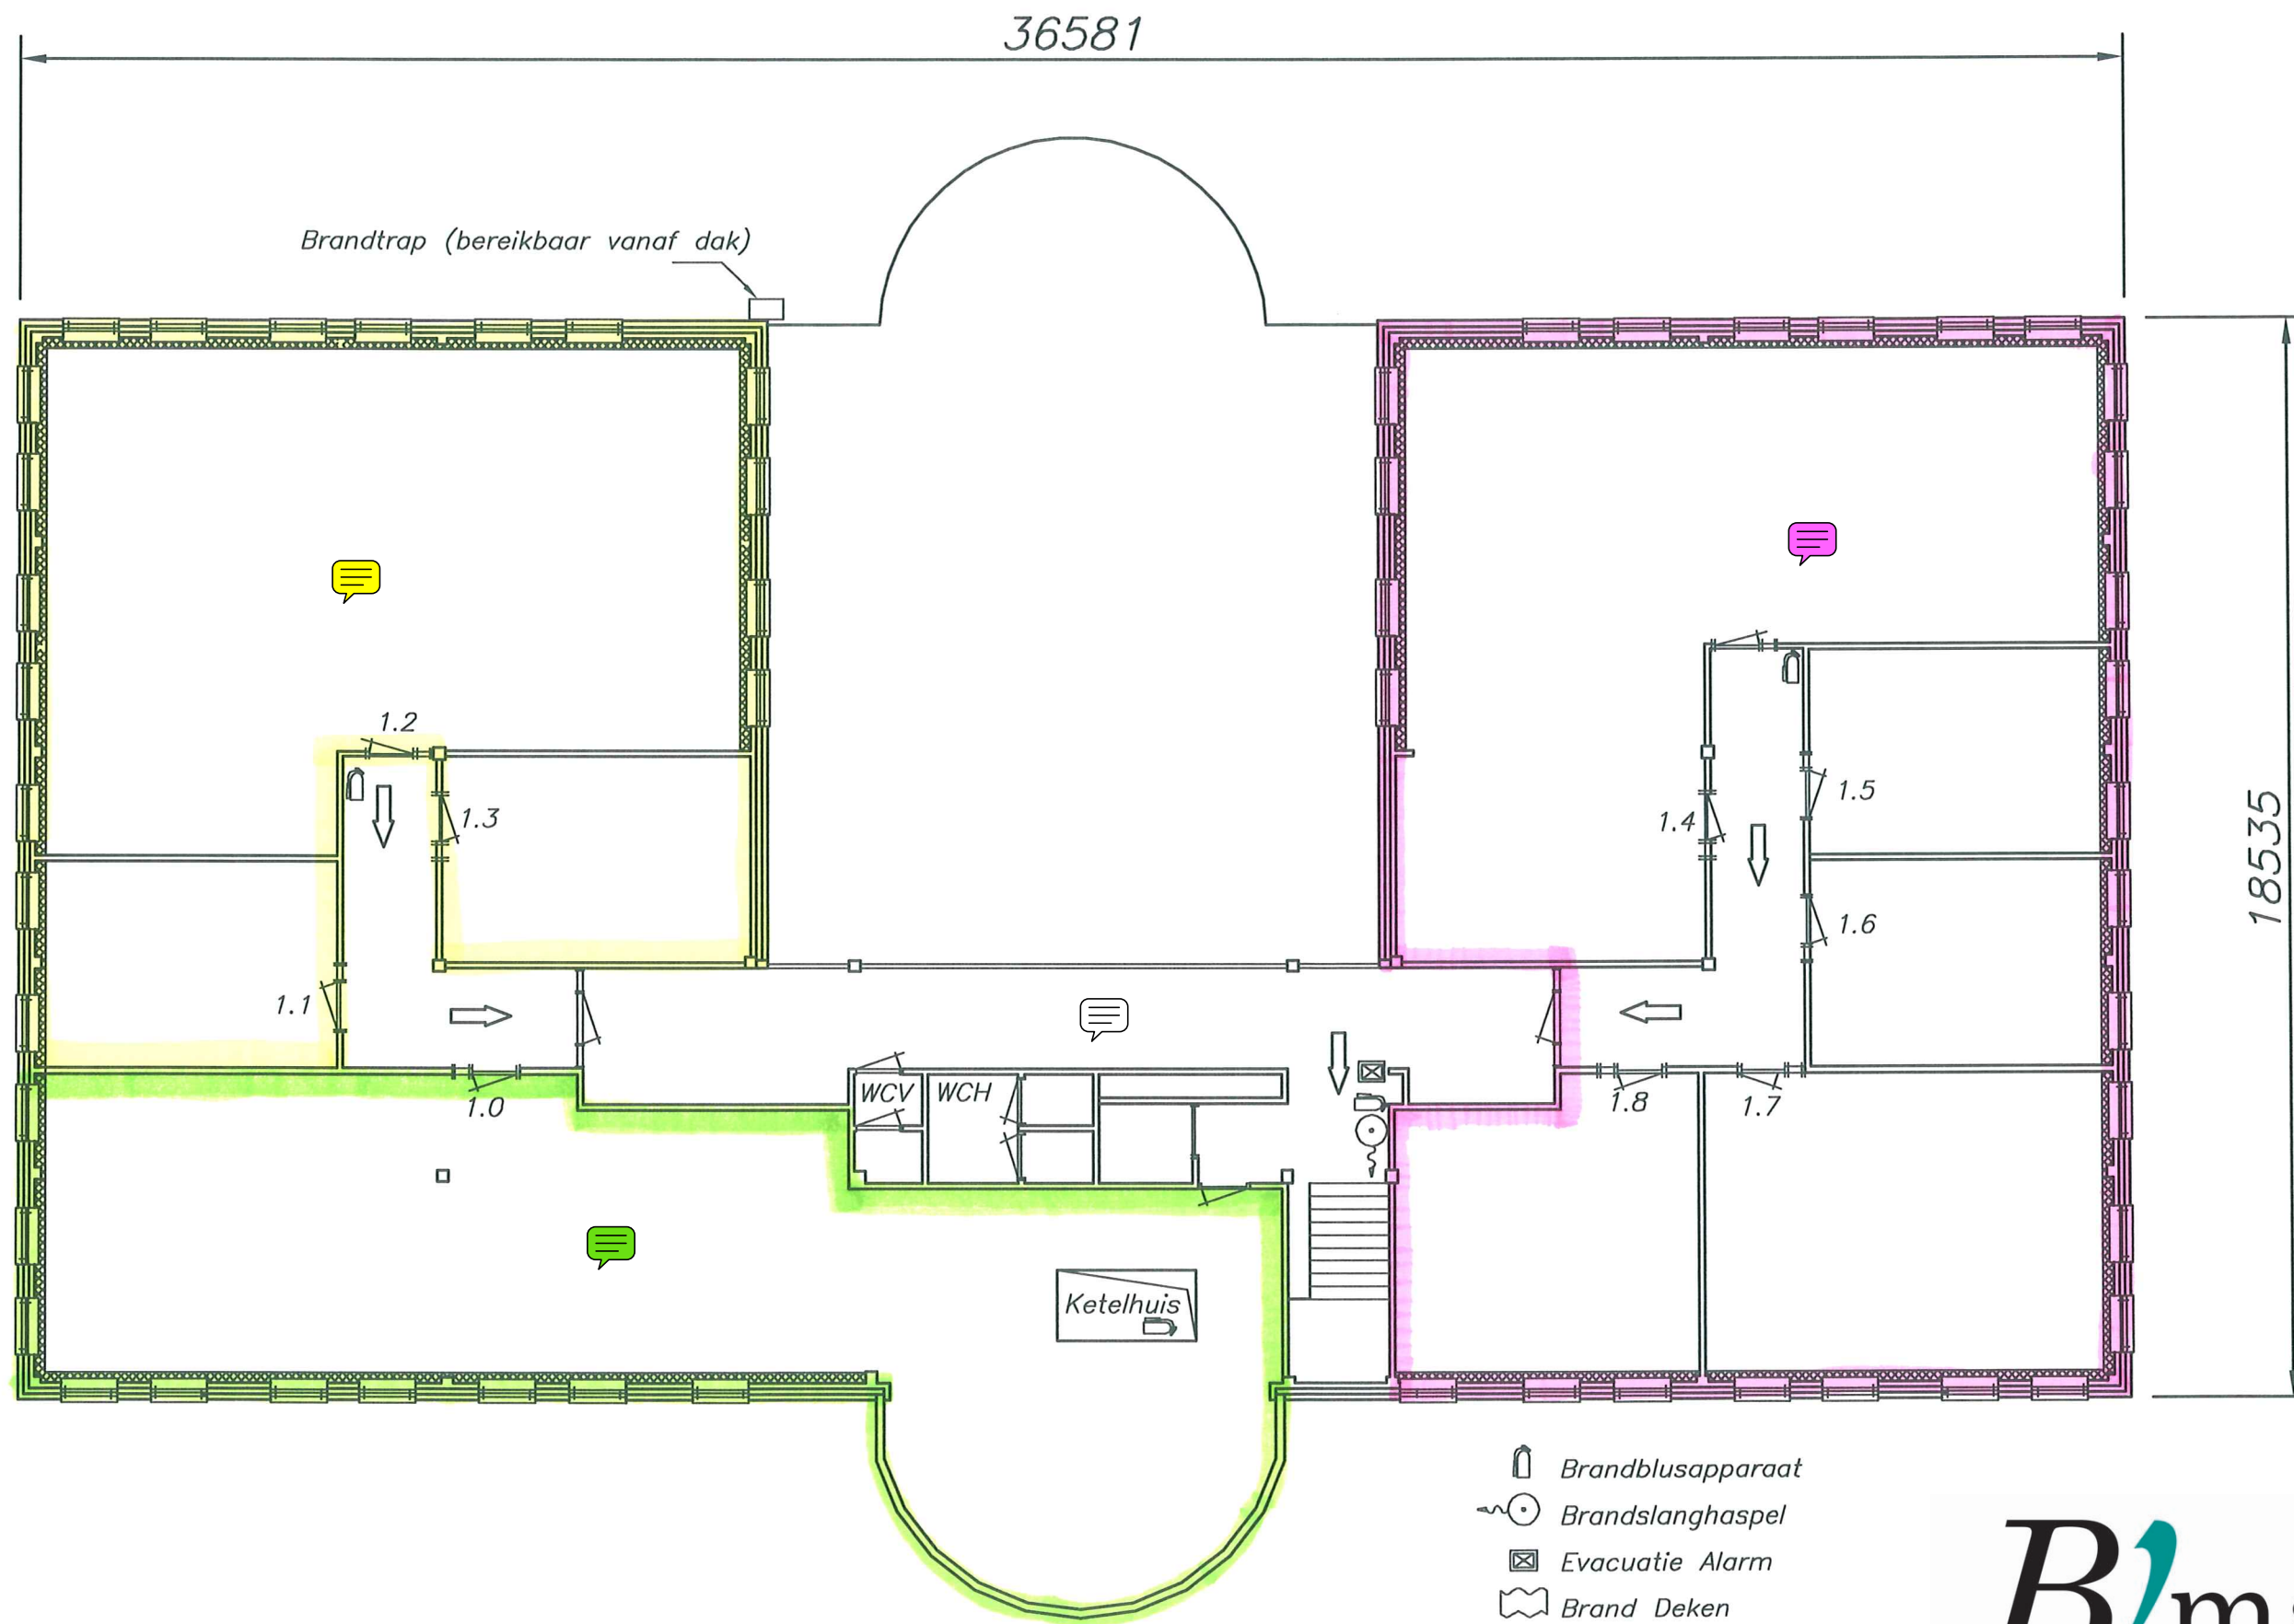 36581
Brandtrap (bereikbaar vanaf dak)
1.2
1.3
1.1
1.0
1.4
1.5
1.6
1.8
1.7
WCV
WCH
Ketelhuis
18535
Brandblusapparaat
Brandslanghaspel
Evacuatie Alarm
Brand Deken